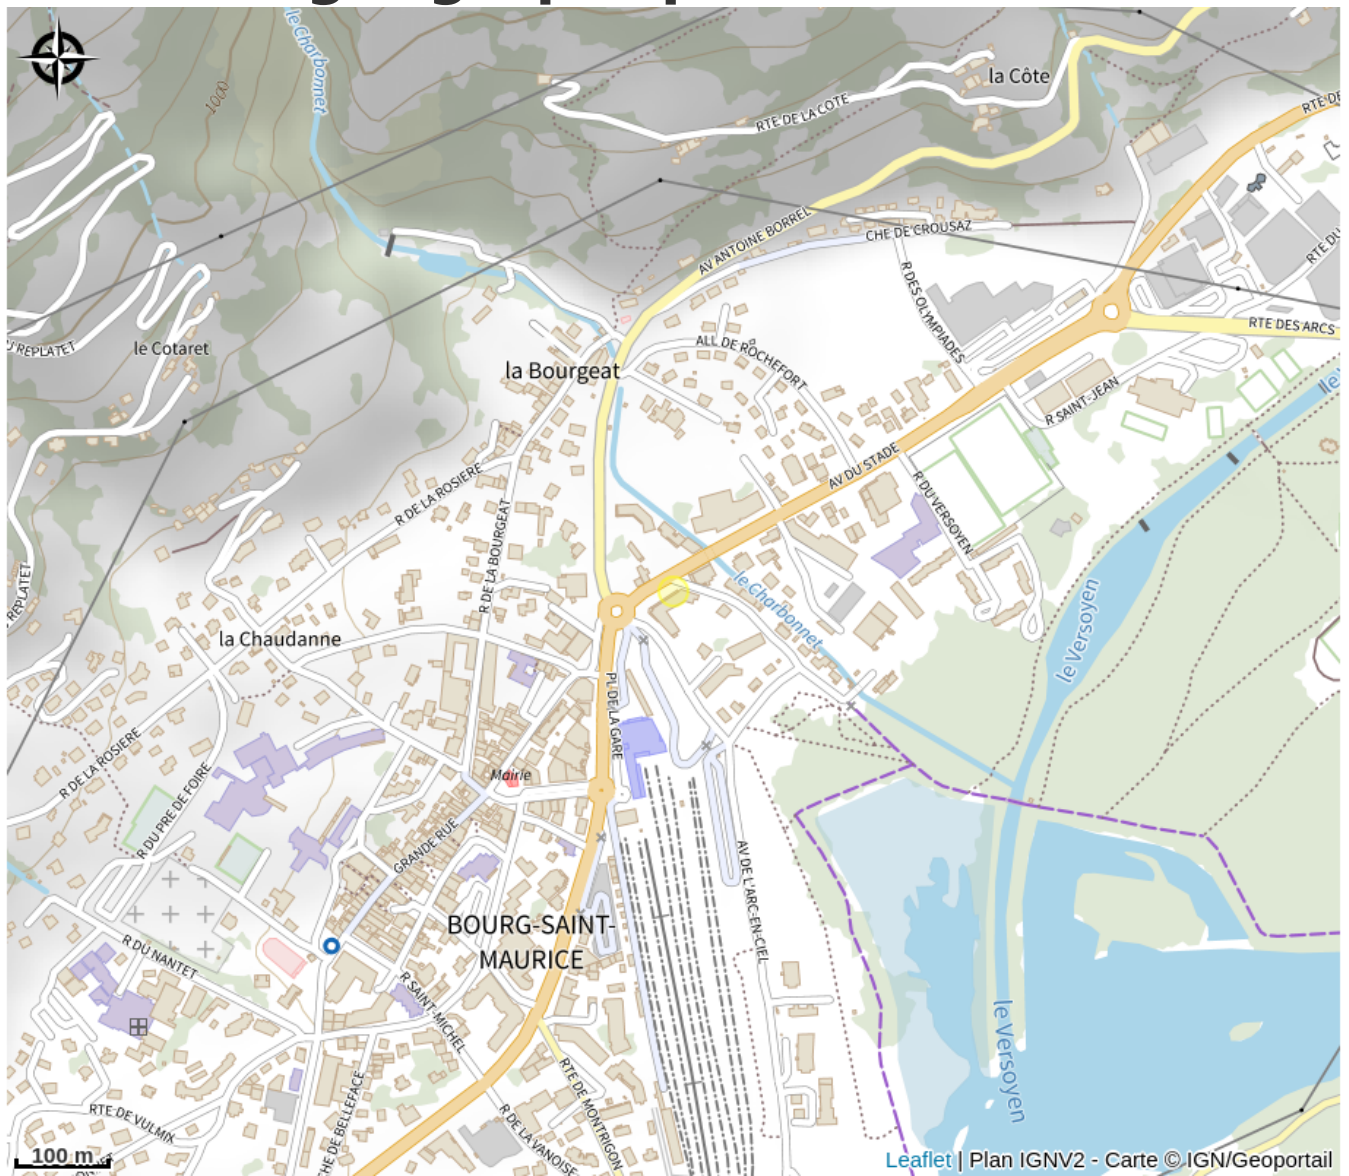 le Charbonnet
1000
la Côte
RTE DE LA COTE
RTE DE
AV ANTOINE BORREL
CHE DE CROUSAZ
RTE DU
R DES OLYMPIADES
RTE DES ARCS
REPLATET
le Cotaret
la Bourgeat
ALL DE ROCHEFORT
R SAINT-JEAN
AV DU STADE
R DE LA ROSIERE
R DE LA BOURGEAT
R DU VERSOYEN
REPLATET
le Charbonnet
le Versoyen
la Chaudanne
PL DE LA GARE
R DE LA ROSIERE
R DU PRE DE FOIRE
Mairie
GRANDE RUE
AV DE L'ARC-EN-CIEL
BOURG-SAINT-
MAURICE
R DU NANTET
R SAINT-MICHEL
le Versoyen
RTE DE VULMIX
CHE DE BELLEFACE
RTE DE MONTRIGON
R DE LA VANOISE
100 m
Leaflet | Plan IGNV2 - Carte © IGN/Geoportail